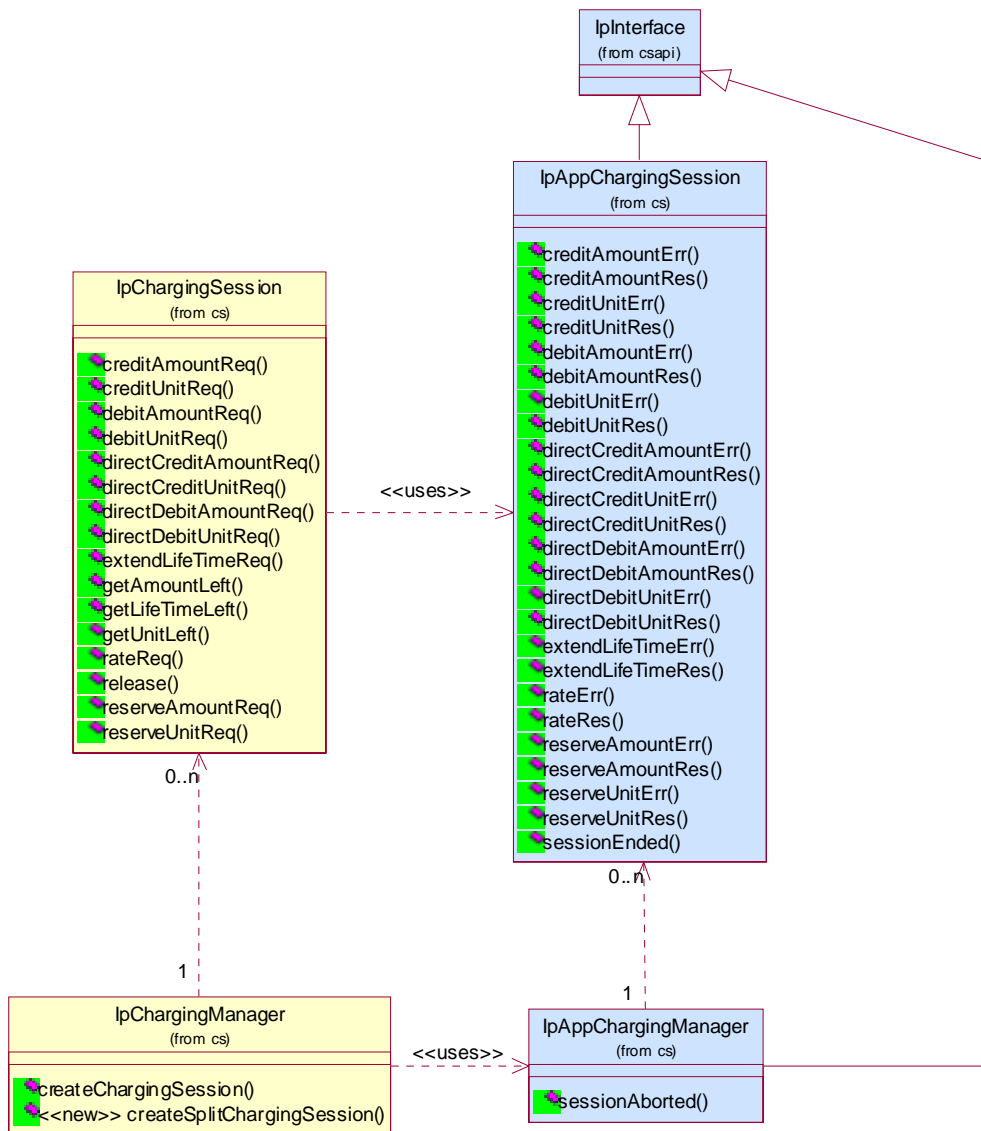 IpInterface
(from csapi)
IpAppChargingSession
(from cs)
creditAmountErr()
creditAmountRes()
creditUnitErr()
creditUnitRes()
debitAmountErr()
debitAmountRes()
debitUnitErr()
debitUnitRes()
directCreditAmountErr()
directCreditAmountRes()
directCreditUnitErr()
directCreditUnitRes()
directDebitAmountErr()
directDebitAmountRes()
directDebitUnitErr()
directDebitUnitRes()
extendLifeTimeErr()
extendLifeTimeRes()
rateErr()
rateRes()
reserveAmountErr()
reserveAmountRes()
reserveUnitErr()
reserveUnitRes()
sessionEnded()
IpChargingSession
(from cs)
creditAmountReq()
creditUnitReq()
debitAmountReq()
debitUnitReq()
directCreditAmountReq()
directCreditUnitReq()
directDebitAmountReq()
directDebitUnitReq()
extendLifeTimeReq()
getAmountLeft()
getLifeTimeLeft()
getUnitLeft()
rateReq()
release()
reserveAmountReq()
reserveUnitReq()
<<uses>>
0..n
0..n
1
1
IpChargingManager
(from cs)
createChargingSession()
<<new>> createSplitChargingSession()
<<uses>>
IpAppChargingManager
(from cs)
sessionAborted()